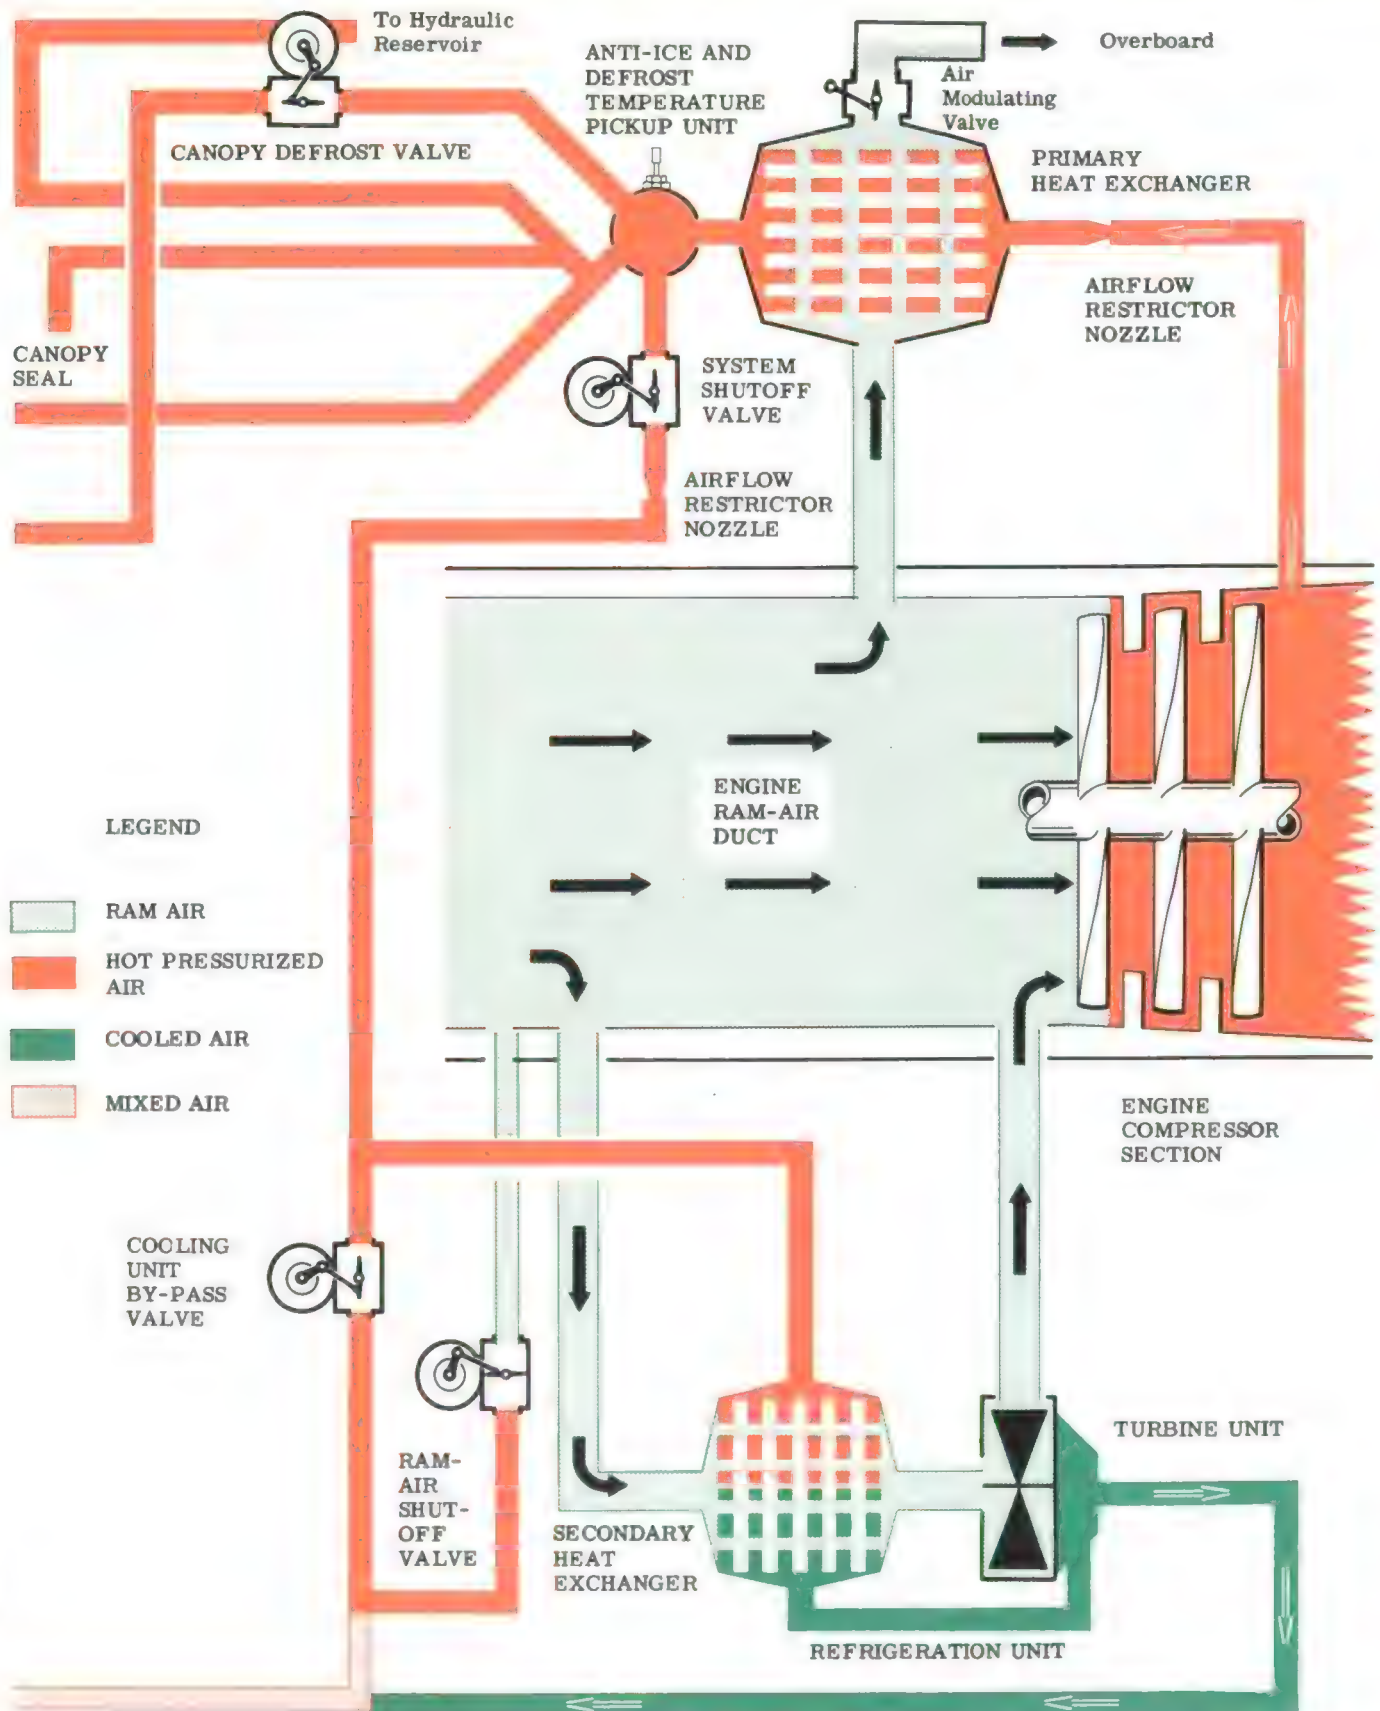 To Hydraulic
Reservoir
CANOPY DEFROST VALVE
ANTI-ICE AND
DEFROST
TEMPERATURE
PICKUP UNIT
Overboard
Air
Modulating
Valve
PRIMARY
HEAT EXCHANGER
AIRFLOW
RESTRICTOR
NOZZLE
CANOPY
SEAL
SYSTEM
SHUTOFF
VALVE
AIRFLOW
RESTRICTOR
NOZZLE
ENGINE
RAM-AIR
DUCT
LEGEND
RAM AIR
HOT PRESSURIZED
AIR
COOLED AIR
MIXED AIR
ENGINE
COMPRESSOR
SECTION
COOLING
UNIT
BY-PASS
VALVE
RAM-
AIR
SHUT-
OFF
VALVE
SECONDARY
HEAT
EXCHANGER
TURBINE UNIT
REFRIGERATION UNIT